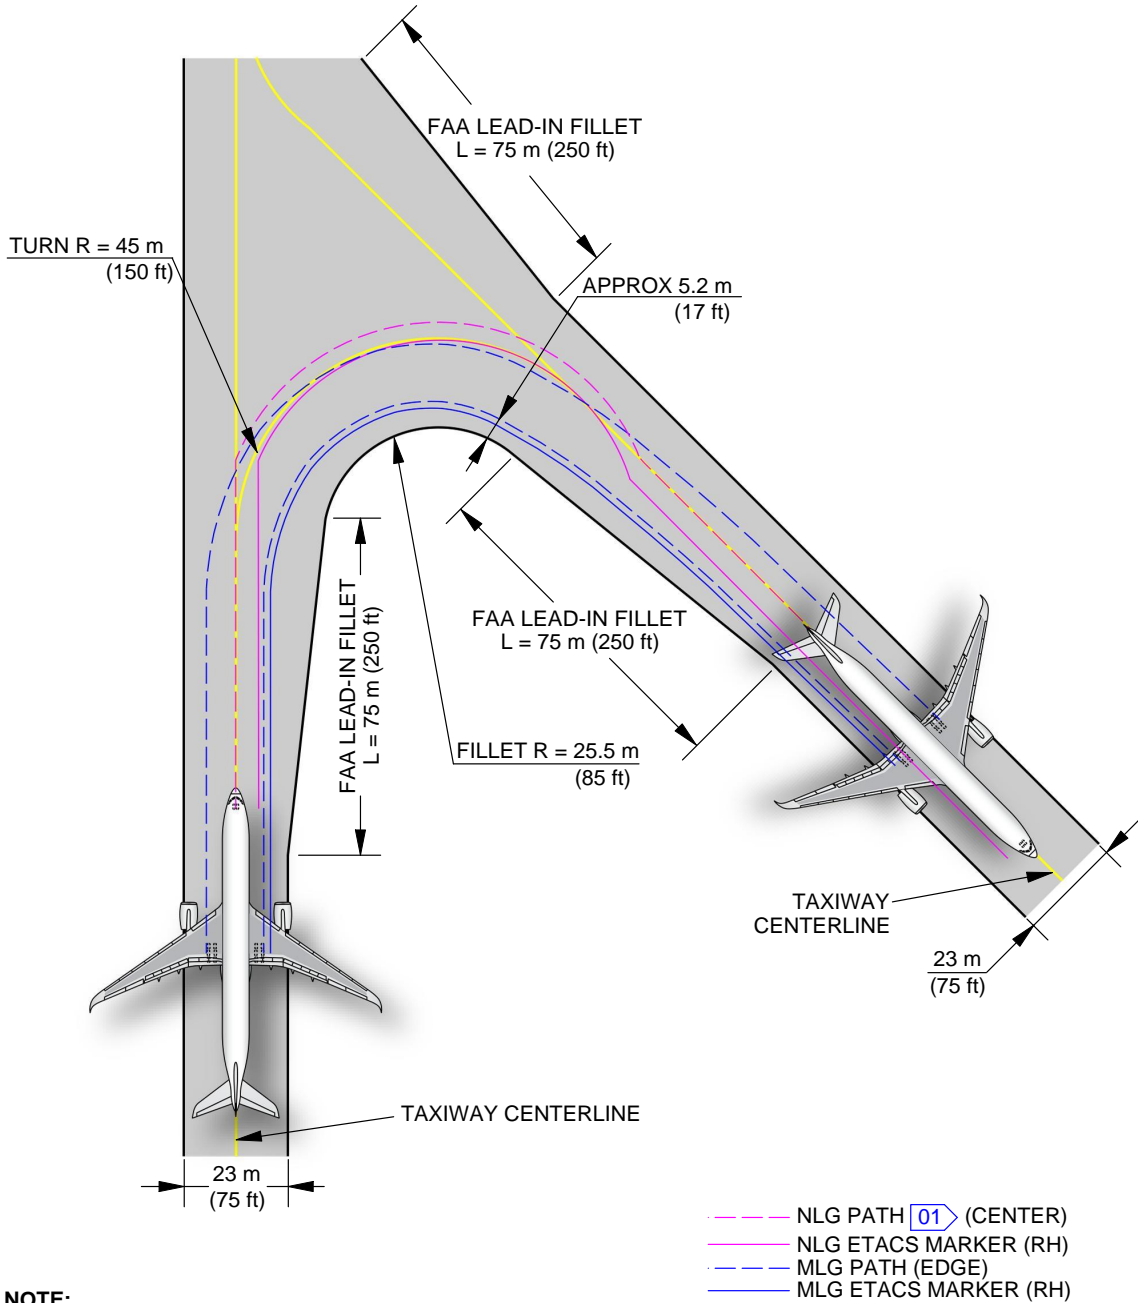 FAA LEAD-IN FILLET
L = 75 m (250 ft)
TURN R = 45 m
(150 ft)
APPROX 5.2 m
(17 ft)
FAA LEAD-IN FILLET
L = 75 m (250 ft)
FAA LEAD-IN FILLET
L = 75 m (250 ft)
FILLET R = 25.5 m
(85 ft)
TAXIWAY
CENTERLINE
23 m
(75 ft)
TAXIWAY CENTERLINE
23 m
(75 ft)
NLG PATH 01 (CENTER)
NLG ETACS MARKER (RH)
MLG PATH (EDGE)
MLG ETACS MARKER (RH)
NOTE: